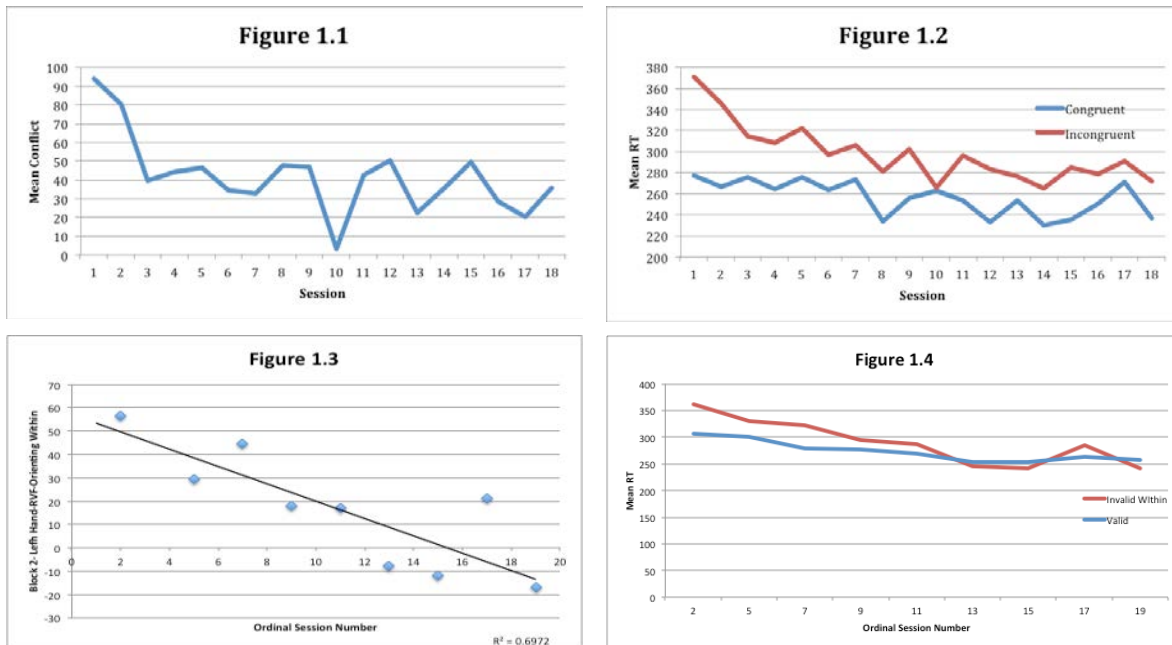 Figure 1.1
Mean Conflict
100
90
80
70
60
50
40
30
20
10
0
1 2 3 4 5 6 7 8 9 10 11 12 13 14 15 16 17 18
Session
Figure 1.2
Mean RT
380
360
340
320
300
280
260
240
220
200
Congruent
Incongruent
1 2 3 4 5 6 7 8 9 10 11 12 13 14 15 16 17 18
Session
Figure 1.3
Block 2- Lefh Hand-RVF-Orienting Within
70
60
50
40
30
20
10
0
-10
-20
-30
0 2 4 6 8 10 12 14 16 18 20
Ordinal Session Number
R² = 0.6972
Figure 1.4
Mean RT
400
350
300
250
200
150
100
50
0
Invalid WIthin
Valid
2 5 7 9 11 13 15 17 19
Ordinal Session Number